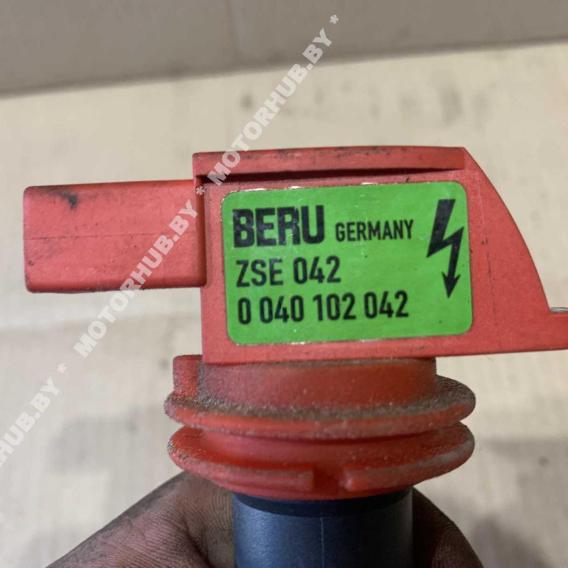 BERU GERMANY
ZSE 042
0 040 102 042
MOTORHUB.BY * MOTORHUB.BY * MOTORHUB.BY